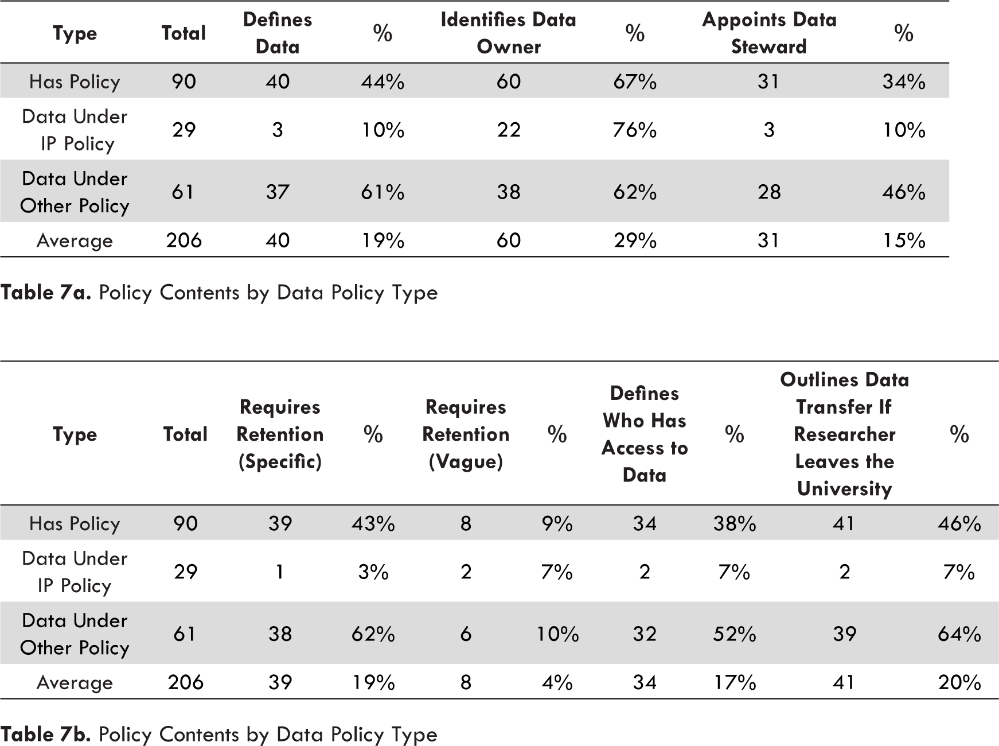 Type Total Defines Data % Identifies Data Owner % Appoints Data Steward %
Has Policy 90 40 44% 60 67% 31 34%
Data Under IP Policy 29 3 10% 22 76% 3 10%
Data Under Other Policy 61 37 61% 38 62% 28 46%
Average 206 40 19% 60 29% 31 15%
Table 7a. Policy Contents by Data Policy Type
Type Total Requires Retention (Specific) % Requires Retention (Vague) % Defines Who Has Access to Data % Outlines Data Transfer If Researcher Leaves the University %
Has Policy 90 39 43% 8 9% 34 38% 41 46%
Data Under IP Policy 29 1 3% 2 7% 2 7% 2 7%
Data Under Other Policy 61 38 62% 6 10% 32 52% 39 64%
Average 206 39 19% 8 4% 34 17% 41 20%
Table 7b. Policy Contents by Data Policy Type